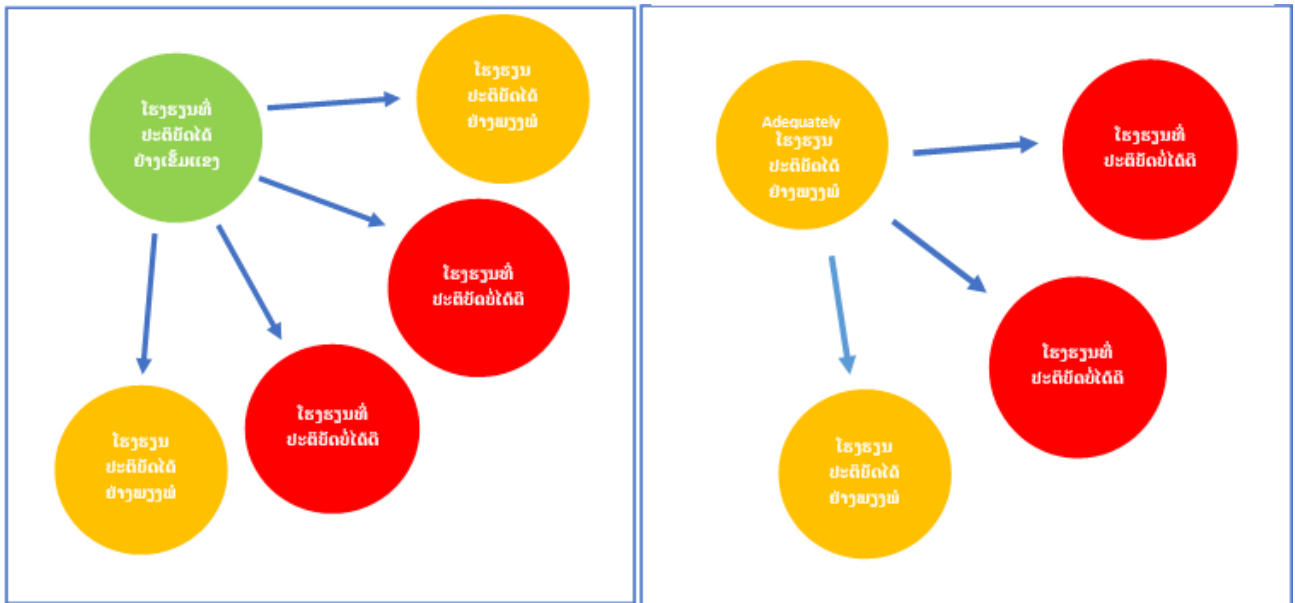 ໂຮງຮຽນທີ່
ປະຕິບັດໄດ້
ຢ່າງເຂັ້ມແຂງ
ໂຮງຮຽນ
ປະຕິບັດໄດ້
ຢ່າງພຽງພໍ
ໂຮງຮຽນທີ່
ປະຕິບັດບໍ່ໄດ້ດີ
ໂຮງຮຽນທີ່
ປະຕິບັດບໍ່ໄດ້ດີ
ໂຮງຮຽນ
ປະຕິບັດໄດ້
ຢ່າງພຽງພໍ
Adequately
ໂຮງຮຽນ
ປະຕິບັດໄດ້
ຢ່າງພຽງພໍ
ໂຮງຮຽນທີ່
ປະຕິບັດບໍ່ໄດ້ດີ
ໂຮງຮຽນທີ່
ປະຕິບັດບໍ່ໄດ້ດີ
ໂຮງຮຽນ
ປະຕິບັດໄດ້
ຢ່າງພຽງພໍ